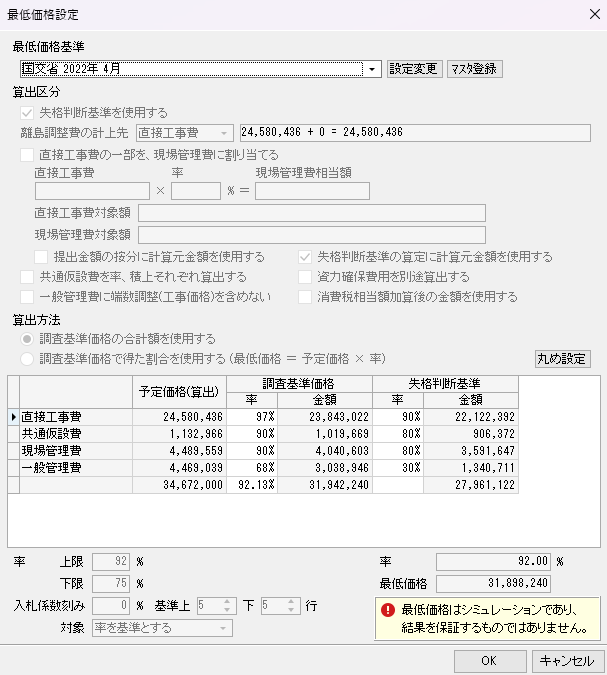 最低価格設定
最低価格基準
国交省 2022年 4月 設定変更 マスタ登録
算出区分
失格判断基準を使用する
離島調整費の計上先 直接工事費 24,580,436 + 0 = 24,580,436
直接工事費の一部を、現場管理費に割り当てる
直接工事費 率 現場管理費相当額
× % =
直接工事費対象額
現場管理費対象額
提出金額の按分に計算元金額を使用する 失格判断基準の算定に計算元金額を使用する
共通仮設費を率、積上それぞれ算出する 資力確保費用を別途算出する
一般管理費に端数調整(工事価格)を含めない 消費税相当額加算後の金額を使用する
算出方法
調査基準価格の合計額を使用する
調査基準価格で得た割合を使用する (最低価格 = 予定価格 × 率) 丸め設定
予定価格(算出) 調査基準価格 失格判断基準
率 金額 率 金額
直接工事費 24,580,436 97% 23,843,022 90% 22,122,392
共通仮設費 1,132,966 90% 1,019,669 80% 906,372
現場管理費 4,489,559 90% 4,040,603 80% 3,591,647
一般管理費 4,469,039 68% 3,038,946 30% 1,340,711
34,672,000 92.13% 31,942,240 27,961,122
率 上限 92 % 率 92.00 %
下限 75 % 最低価格 31,898,240
入札係数刻み 0 % 基準上 5 下 5 行
対象 率を基準とする
最低価格はシミュレーションであり、
結果を保証するものではありません。
OK キャンセル